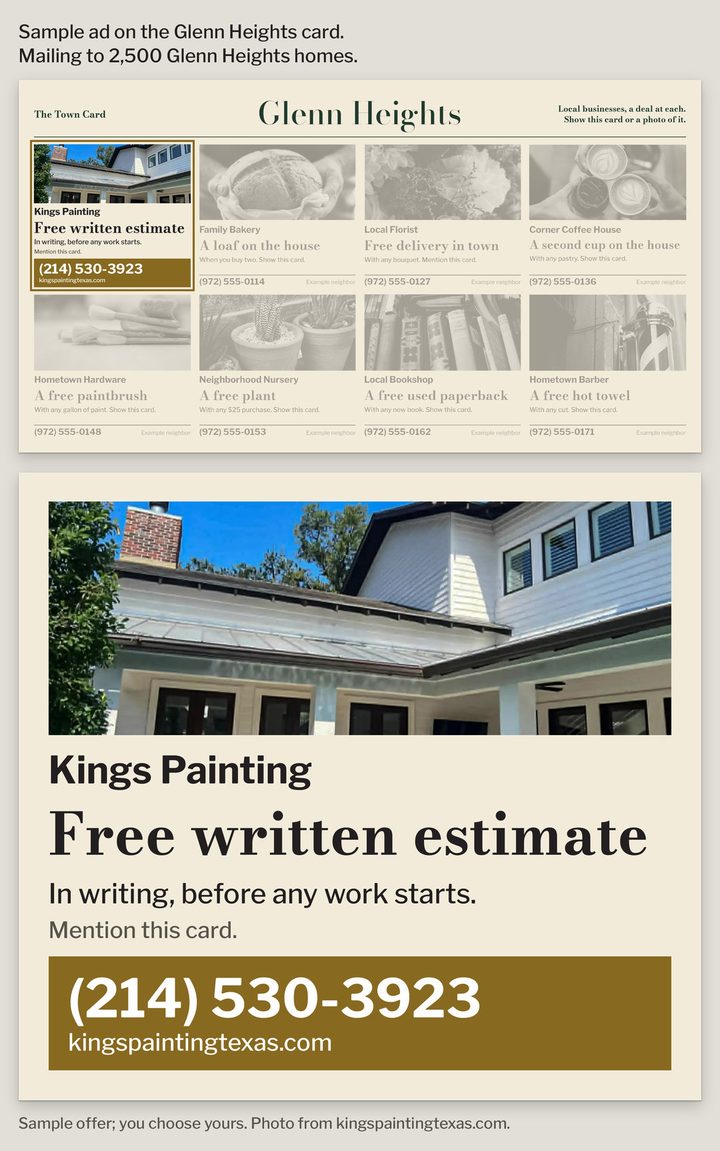 Sample ad on the Glenn Heights card.
Mailing to 2,500 Glenn Heights homes.
The Town Card
Glenn Heights
Local businesses, a deal at each.
Show this card or a photo of it.
Kings Painting
Free written estimate
In writing, before any work starts.
Mention this card.
(214) 530-3923
kingspaintingtexas.com
Family Bakery
A loaf on the house
When you buy two. Show this card.
(972) 555-0114
Example neighbor
Local Florist
Free delivery in town
With any bouquet. Mention this card.
(972) 555-0127
Example neighbor
Corner Coffee House
A second cup on the house
With any pastry. Show this card.
(972) 555-0136
Example neighbor
Hometown Hardware
A free paintbrush
With any gallon of paint. Show this card.
(972) 555-0148
Example neighbor
Neighborhood Nursery
A free plant
With any $25 purchase. Show this card.
(972) 555-0153
Example neighbor
Local Bookshop
A free used paperback
With any new book. Show this card.
(972) 555-0162
Example neighbor
Hometown Barber
A free hot towel
With any cut. Show this card.
(972) 555-0171
Example neighbor
Kings Painting
Free written estimate
In writing, before any work starts.
Mention this card.
(214) 530-3923
kingspaintingtexas.com
Sample offer; you choose yours. Photo from kingspaintingtexas.com.